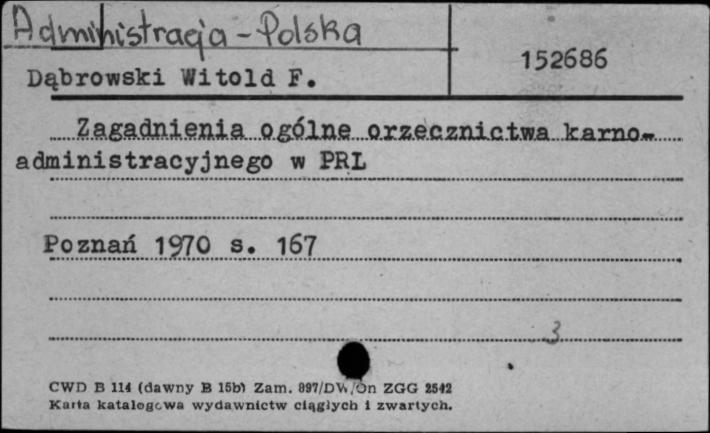 Administracja - Polska
152686
Dąbrowski Witold F.
Zagadnienia ogólne orzecznictwa karno-
administracyjnego w PRL
Poznań 1970 s. 167
3
CWD B 114 (dawny B 15b) Zam. 897/DW/On ZGG 2542
Karta katalogowa wydawnictw ciągłych i zwartych.